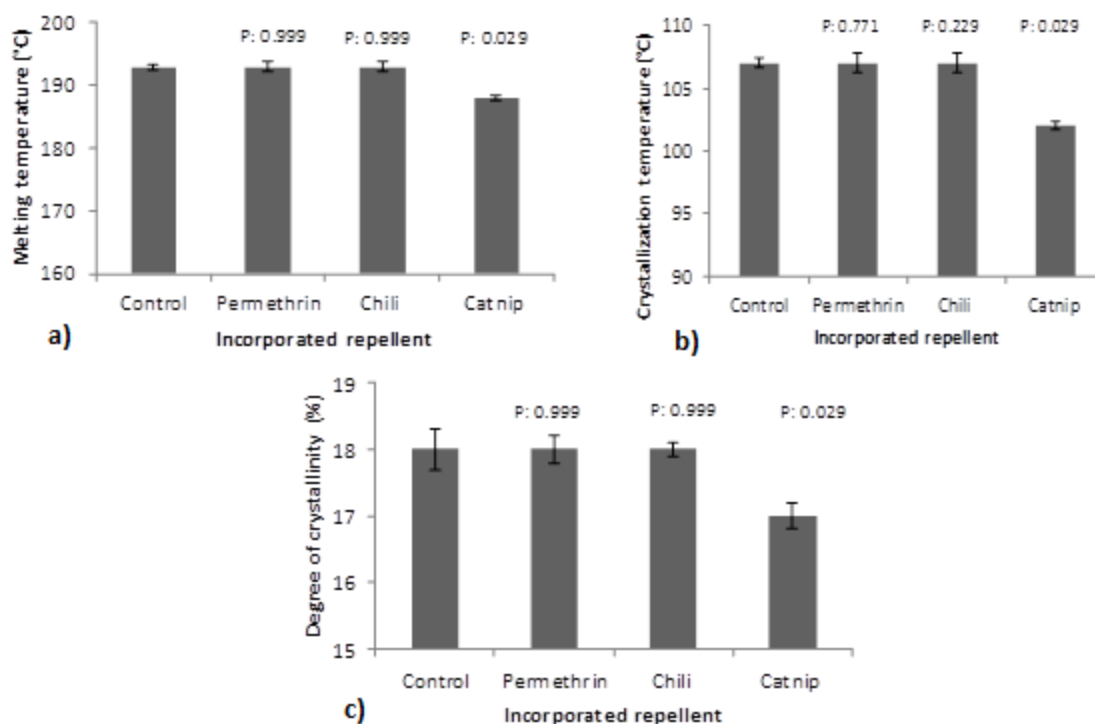 Melting temperature (°C)
200
190
180
170
160
P: 0.999 P: 0.999 P: 0.029
Control Permethrin Chili Catnip
Incorporated repellent
a)
Crystallization temperature (°C)
110
105
100
95
90
P: 0.771 P: 0.229 P: 0.029
Control Permethrin Chili Catnip
Incorporated repellent
b)
Degree of crystallinity (%)
19
18
17
16
15
P: 0.999 P: 0.999 P: 0.029
Control Permethrin Chili Catnip
Incorporated repellent
c)